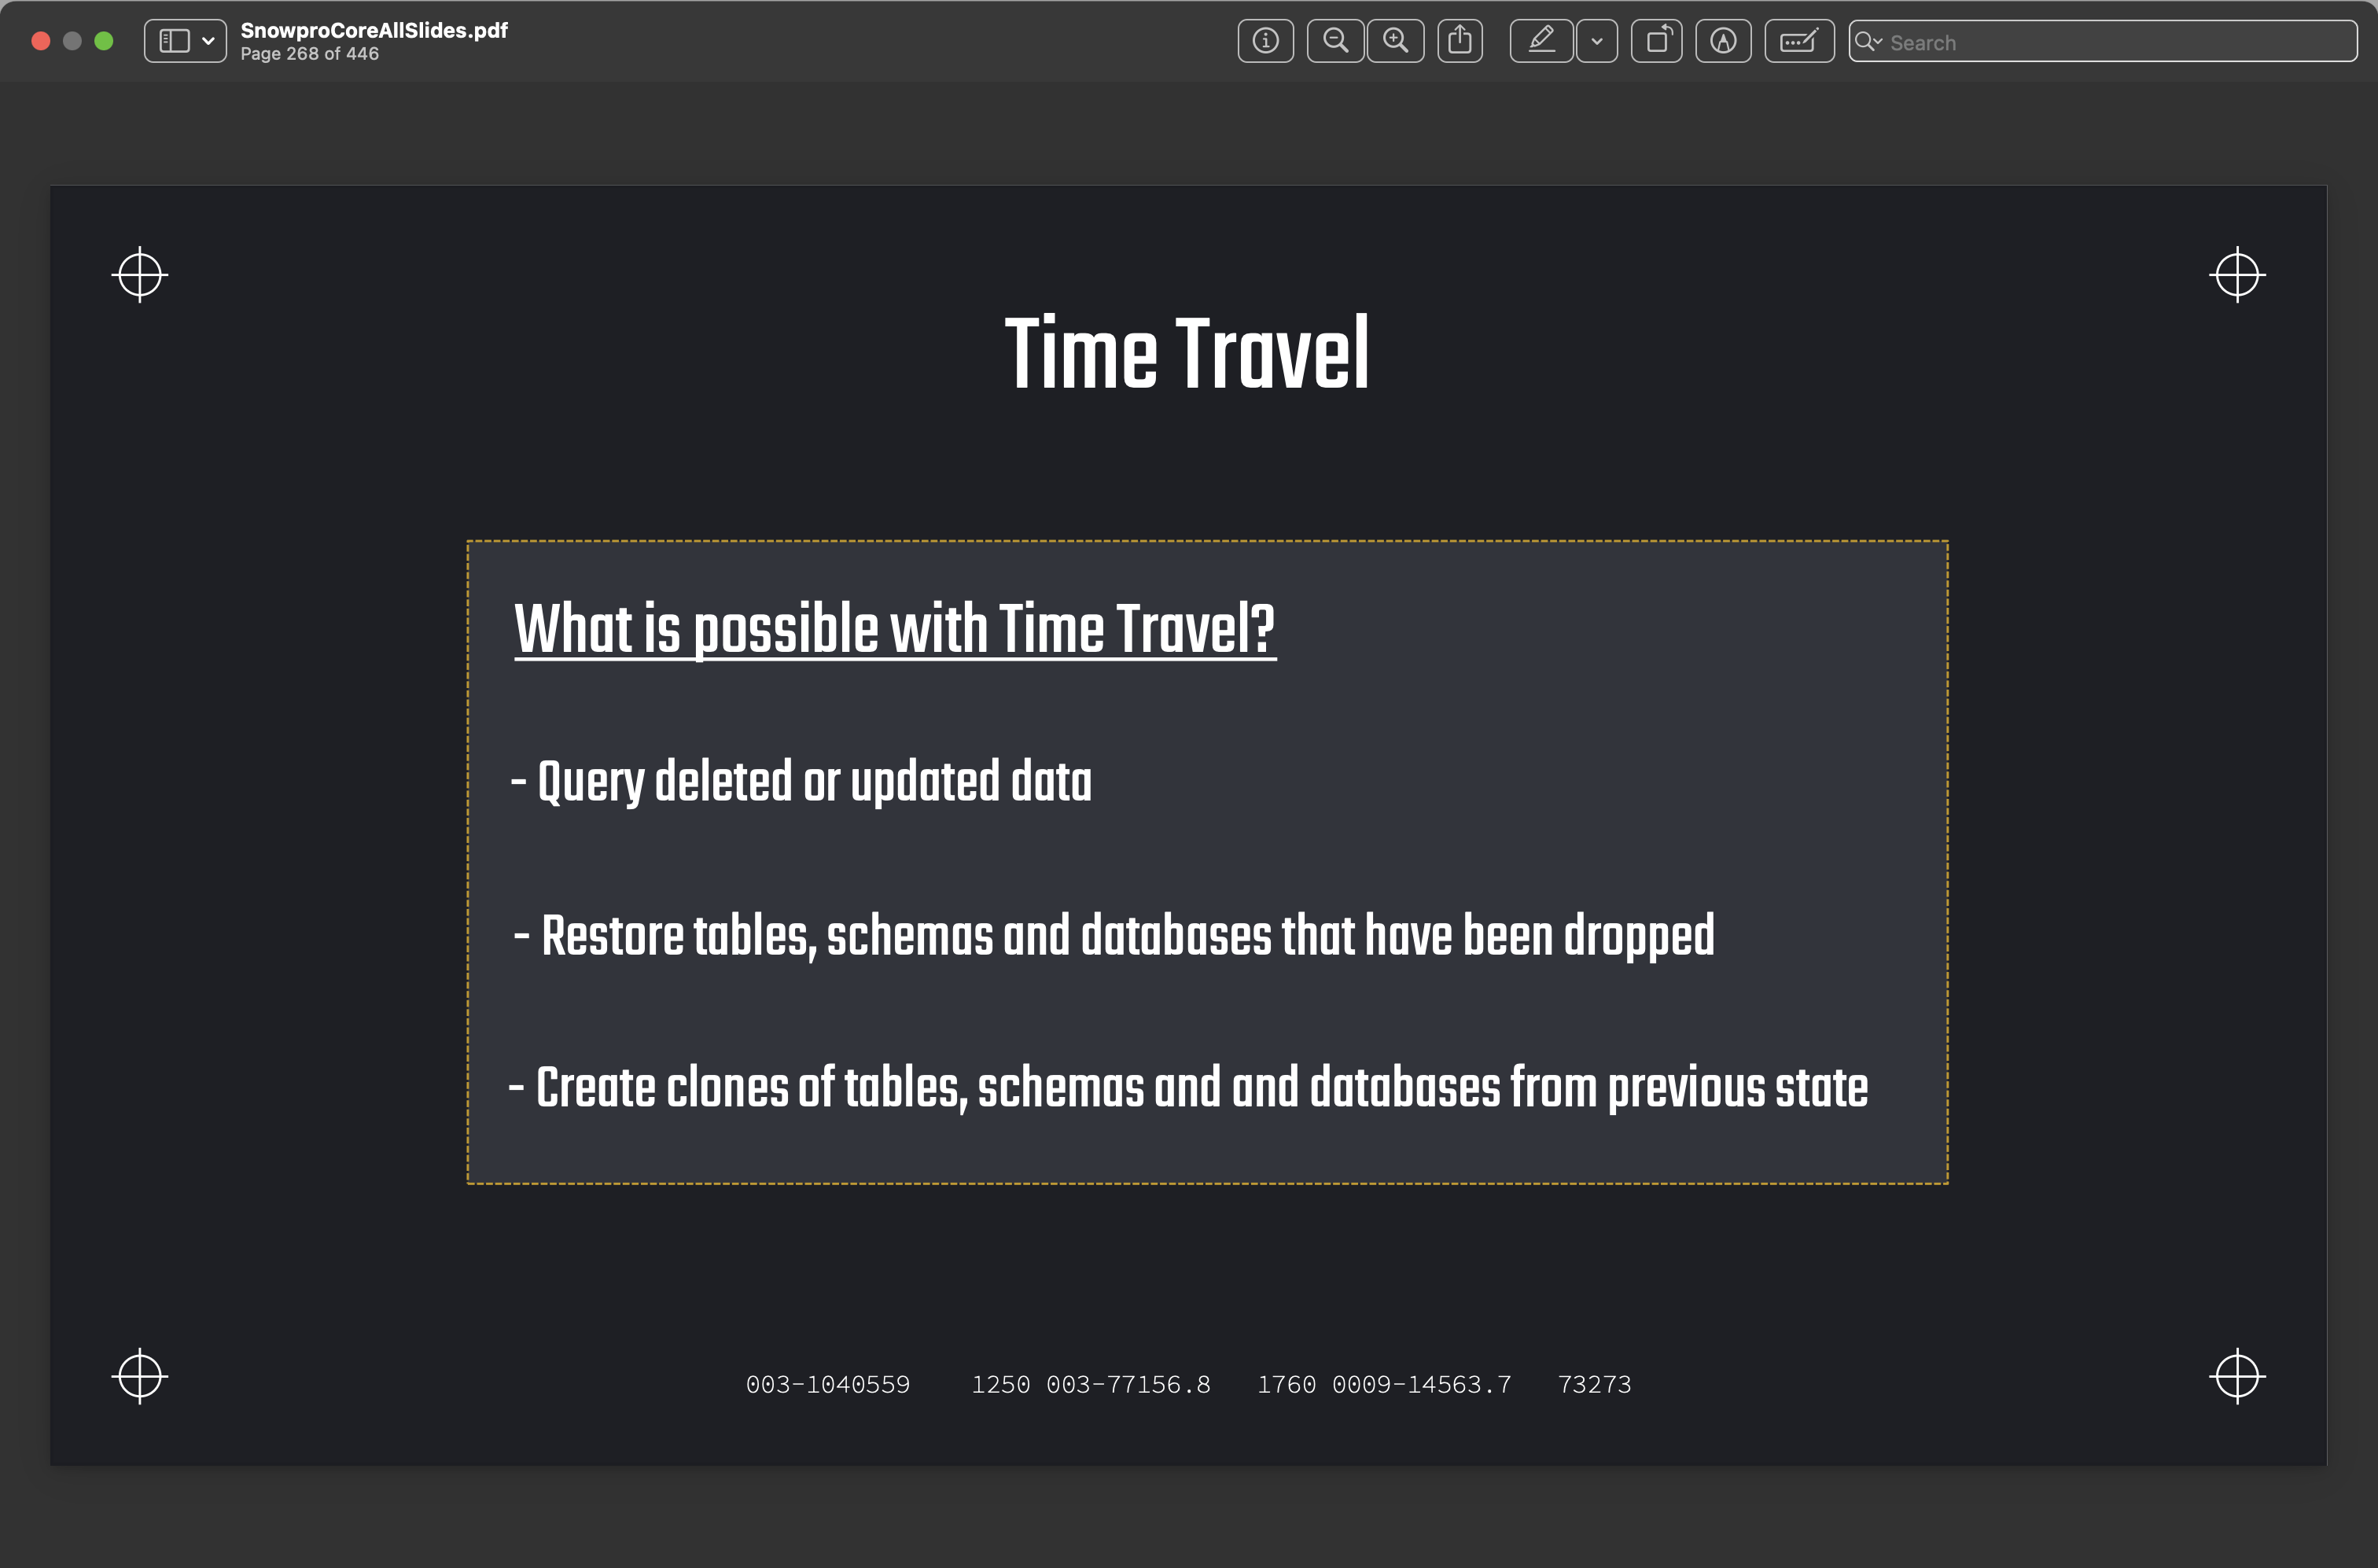 SnowproCoreAllSlides.pdf
Page 268 of 446
Search
Time Travel
What is possible with Time Travel?
- Query deleted or updated data
- Restore tables, schemas and databases that have been dropped
- Create clones of tables, schemas and and databases from previous state
003-1040559 1250 003-77156.8 1760 0009-14563.7 73273